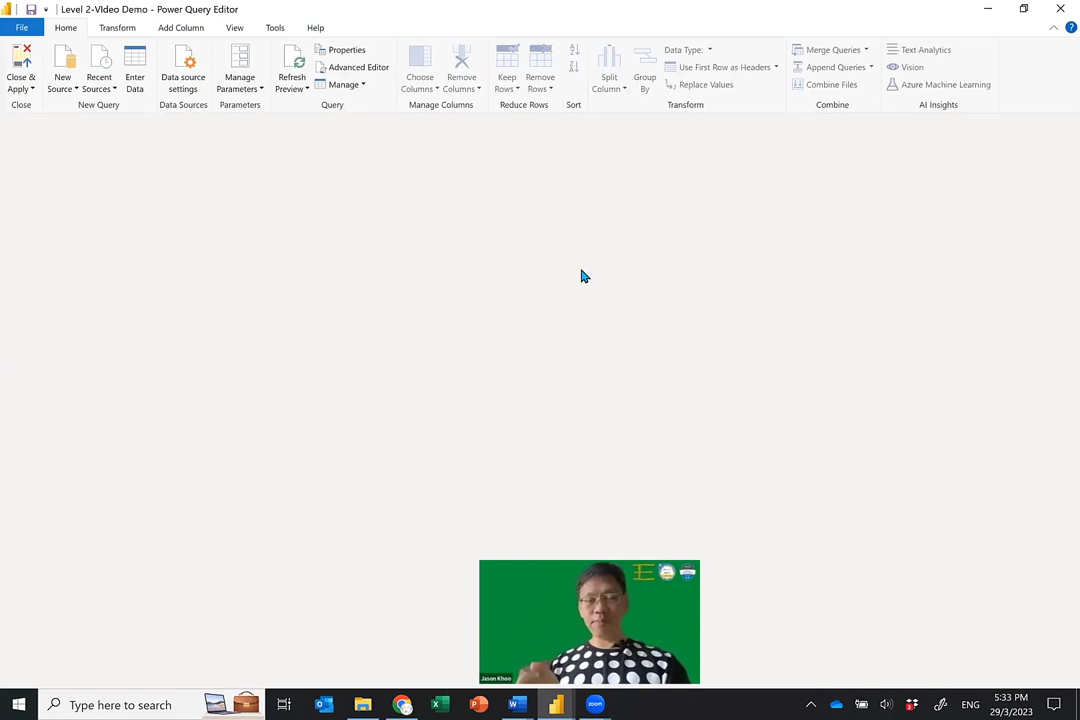 Level 2-VIdeo Demo - Power Query Editor
File Home Transform Add Column View Tools Help
Close & Apply
Close
New Source
Recent Sources
Enter Data
New Query
Data source settings
Data Sources
Manage Parameters
Parameters
Refresh Preview
Properties
Advanced Editor
Manage
Query
Choose Columns
Remove Columns
Manage Columns
Keep Rows
Remove Rows
Reduce Rows
Sort
Split Column
Group By
Data Type:
Use First Row as Headers
Replace Values
Transform
Merge Queries
Append Queries
Combine Files
Combine
Text Analytics
Vision
Azure Machine Learning
AI Insights
Jason Khoo
Type here to search
zoom
ENG
5:33 PM
29/3/2023